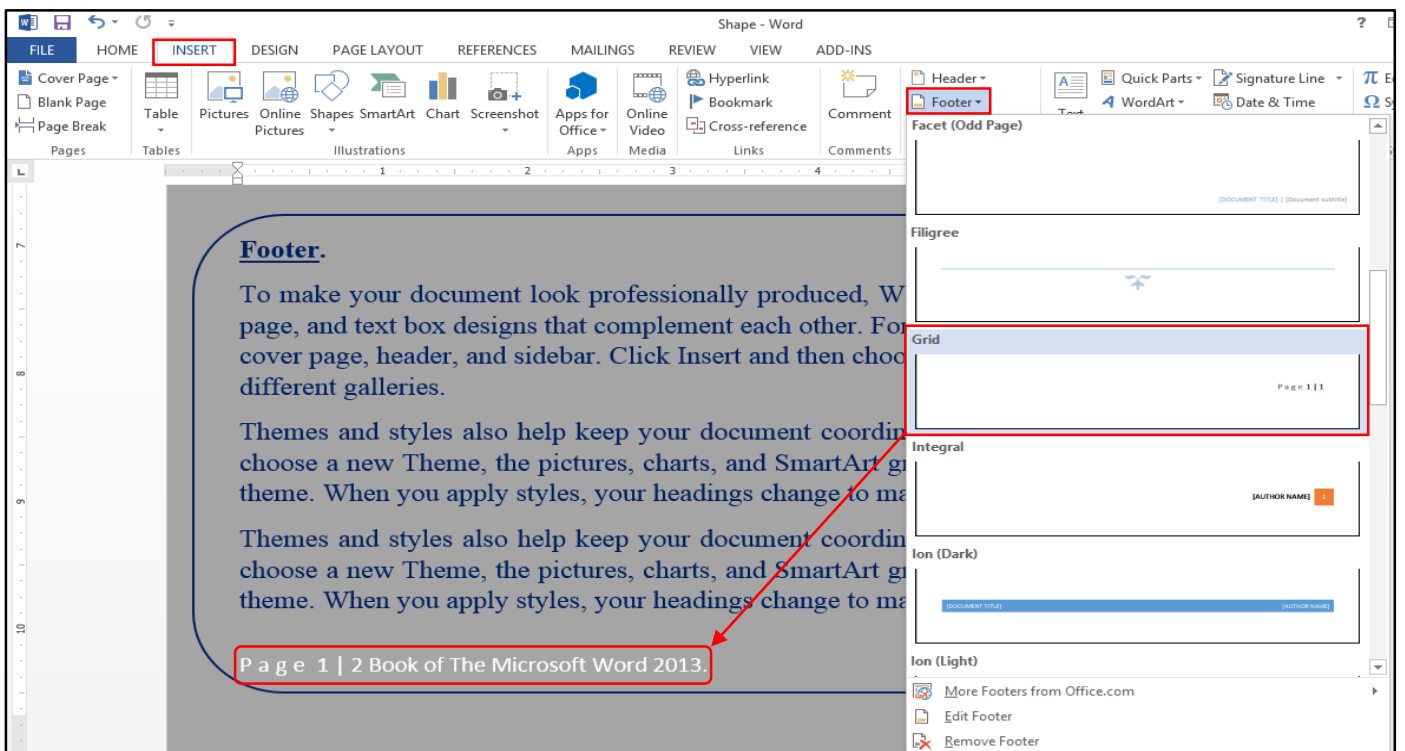 Shape - Word
?
FILE HOME INSERT DESIGN PAGE LAYOUT REFERENCES MAILINGS REVIEW VIEW ADD-INS
Cover Page
Blank Page
Page Break
Pages
Table
Tables
Pictures
Online Pictures
Shapes
SmartArt
Chart
Screenshot
Illustrations
Apps for Office
Apps
Online Video
Media
Hyperlink
Bookmark
Cross-reference
Links
Comment
Comments
Header
Footer
Quick Parts
WordArt
Signature Line
Date & Time
π
Ω
1 2 3 4
7
8
9
10
Footer.
To make your document look professionally produced, W
page, and text box designs that complement each other. For
cover page, header, and sidebar. Click Insert and then choo
different galleries.
Themes and styles also help keep your document coordin
choose a new Theme, the pictures, charts, and SmartArt gr
theme. When you apply styles, your headings change to ma
Themes and styles also help keep your document coordin
choose a new Theme, the pictures, charts, and SmartArt gr
theme. When you apply styles, your headings change to ma
P a g e 1 | 2 Book of The Microsoft Word 2013.
Facet (Odd Page)
[DOCUMENT TITLE] | [Document subtitle]
Filigree
Grid
P a g e 1 | 1
Integral
[AUTHOR NAME] 1
Ion (Dark)
[DOCUMENT TITLE] [AUTHOR NAME]
Ion (Light)
More Footers from Office.com
Edit Footer
Remove Footer